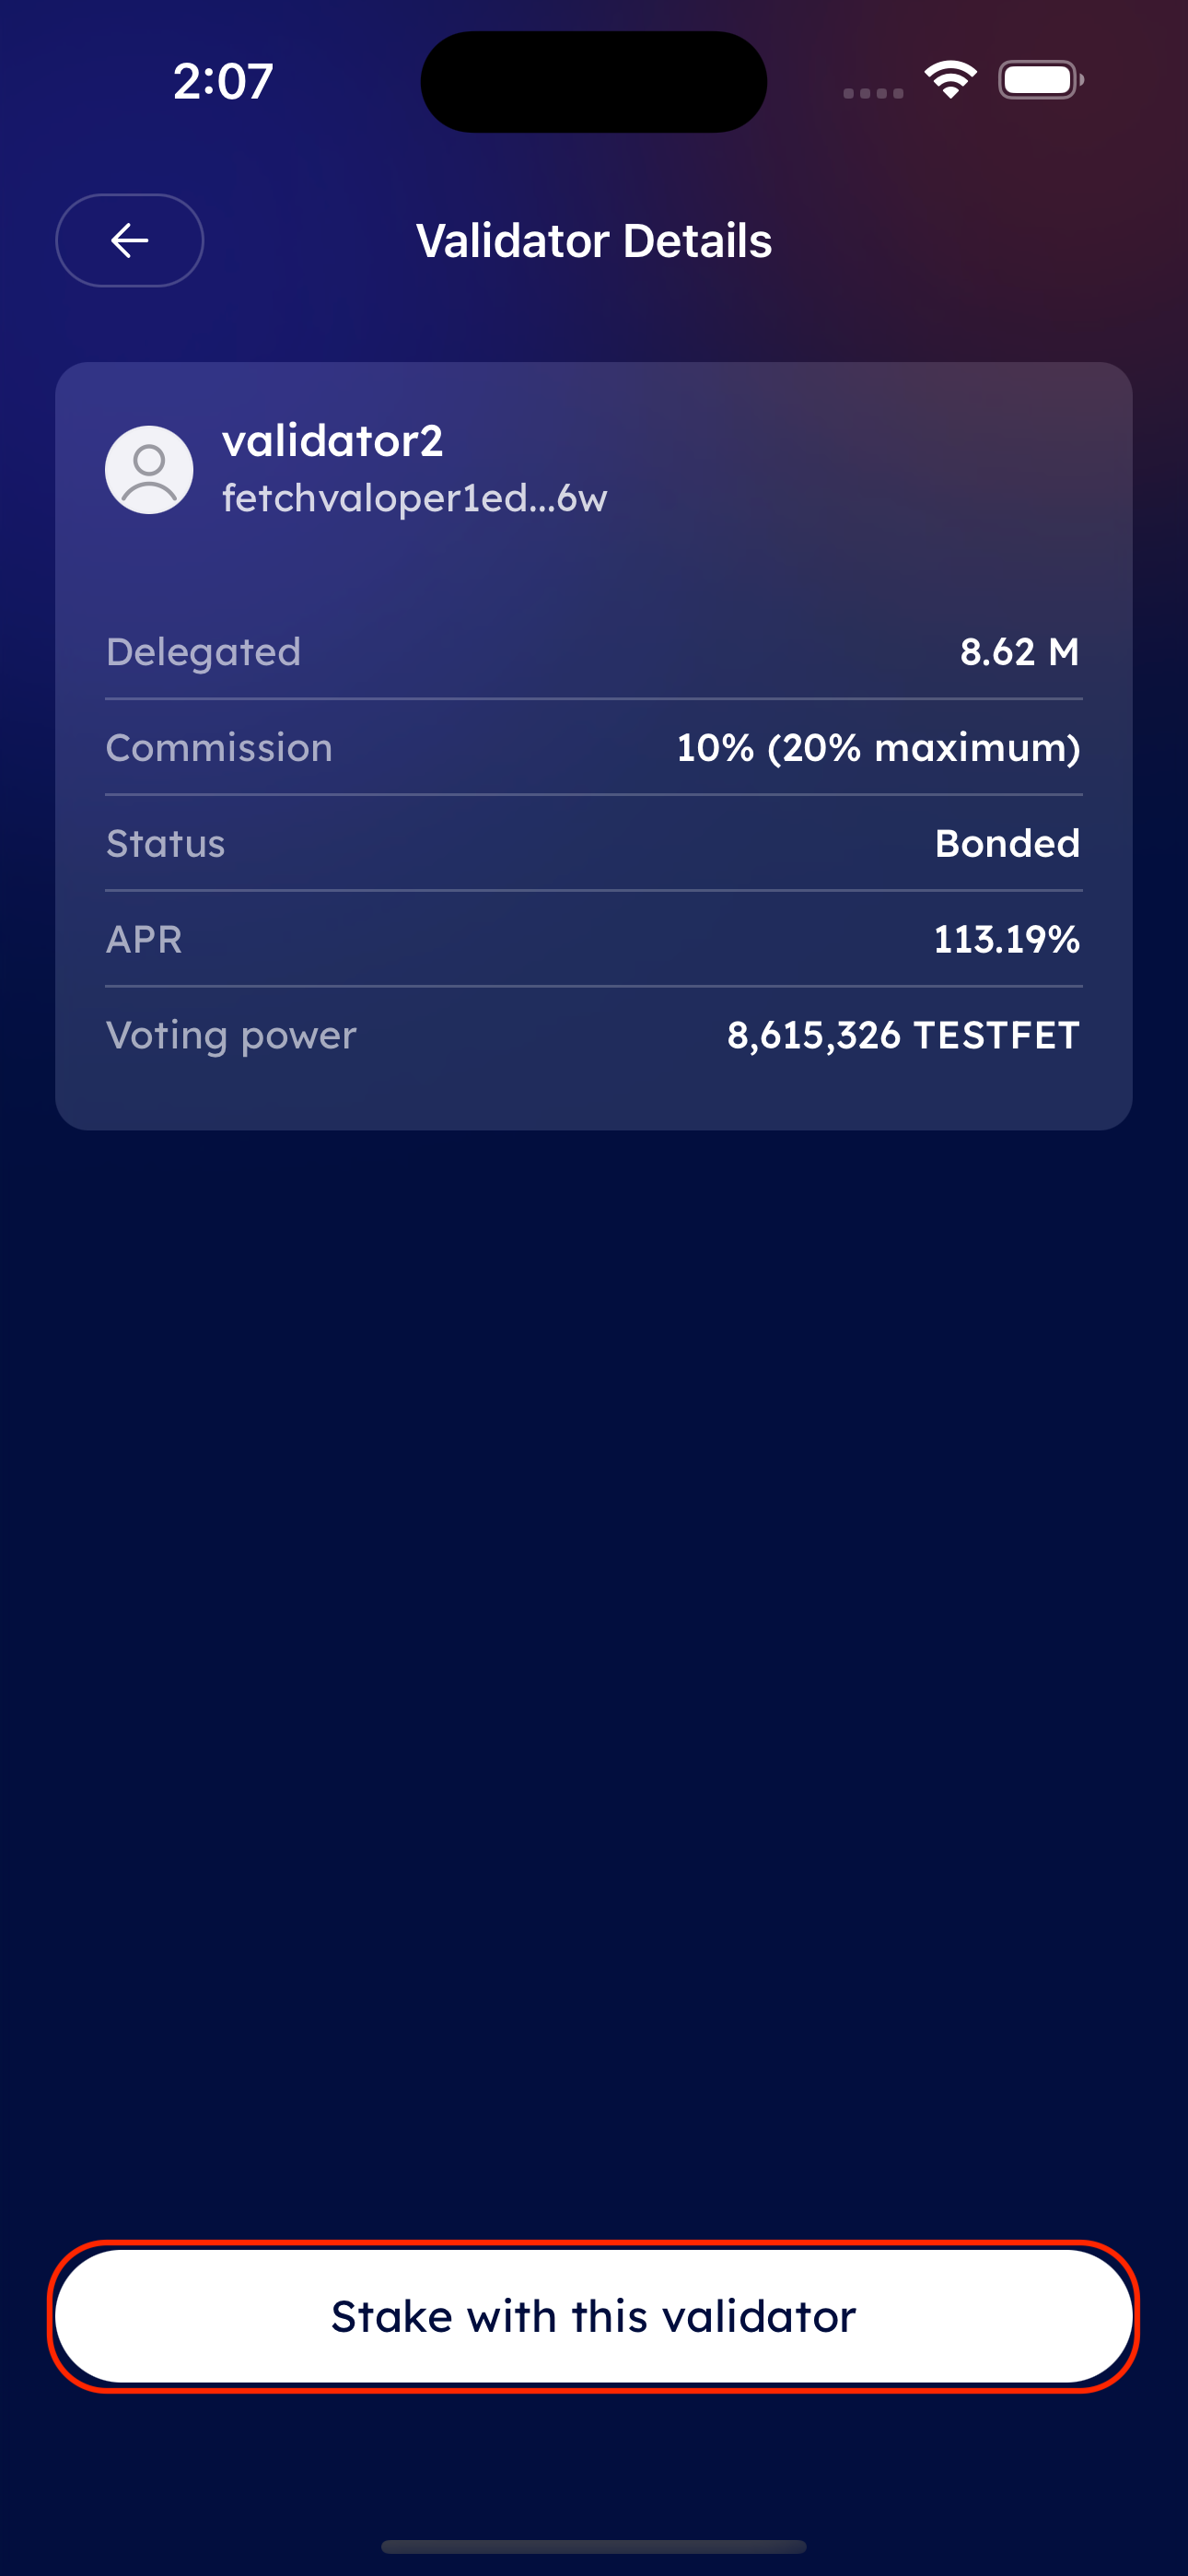 2:07
Validator Details
validator2
fetchvaloper1ed...6w
Delegated 8.62 M
Commission 10% (20% maximum)
Status Bonded
APR 113.19%
Voting power 8,615,326 TESTFET
Stake with this validator